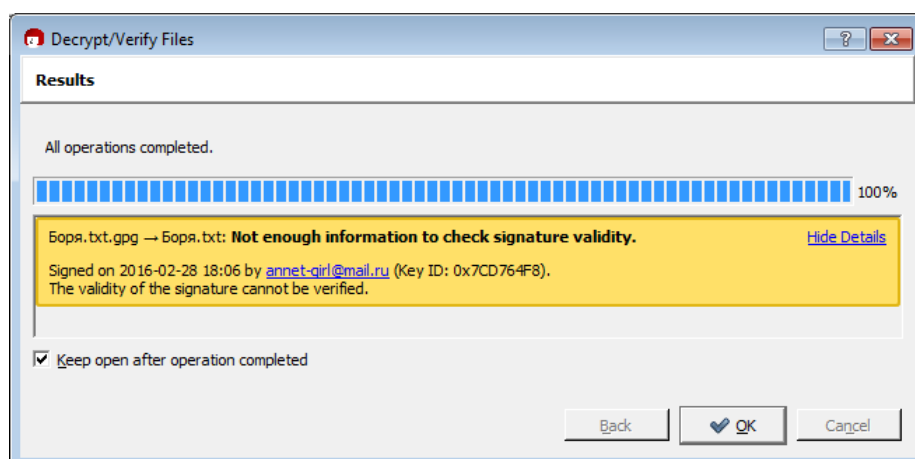 Decrypt/Verify Files
Results
All operations completed.
100%
Боря.txt.gpg → Боря.txt: Not enough information to check signature validity. Hide Details
Signed on 2016-02-28 18:06 by annet-girl@mail.ru (Key ID: 0x7CD764F8).
The validity of the signature cannot be verified.
Keep open after operation completed
Back OK Cancel